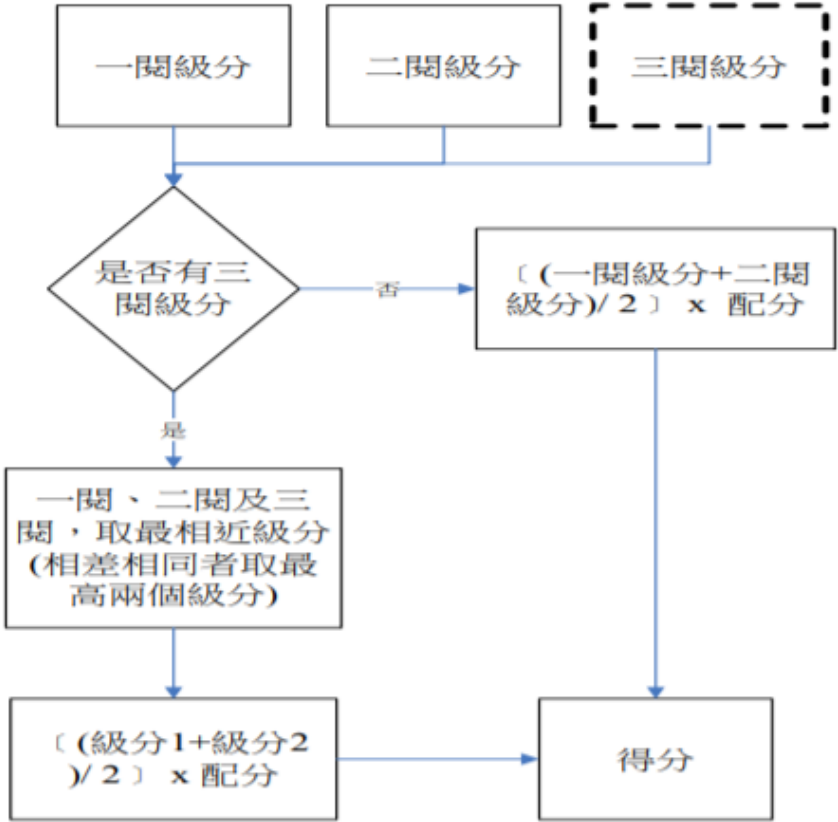 一閱級分
二閱級分
三閱級分
是否有三
閱級分
否
﹝(一閱級分+二閱
級分)/ 2﹞ x 配分
是
一閱、二閱及三
閱，取最相近級分
(相差相同者取最
高兩個級分)
﹝(級分1+級分2
)/ 2﹞ x 配分
得分